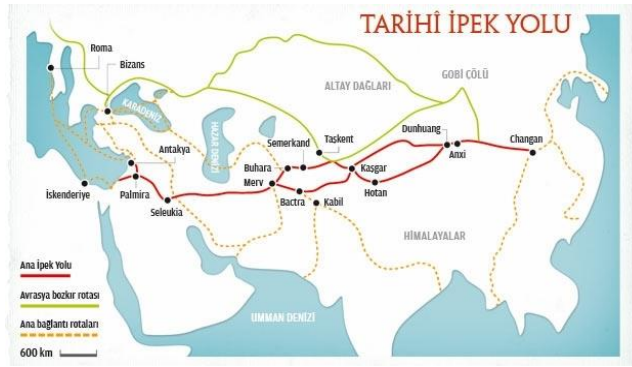 TARİHİ İPEK YOLU
Roma
Bizans
KARADENİZ
ALTAY DAĞLARI
GOBİ ÇÖLÜ
HAZAR DENİZİ
Antakya
Semerkand
Taşkent
Dunhuang
Changan
Buhara
Kaşgar
Anxi
İskenderiye
Palmira
Seleukia
Merv
Bactra
Kabil
Hotan
HİMALAYALAR
Ana İpek Yolu
Avrasya bozkır rotası
Ana bağlantı rotaları
UMMAN DENİZİ
600 km